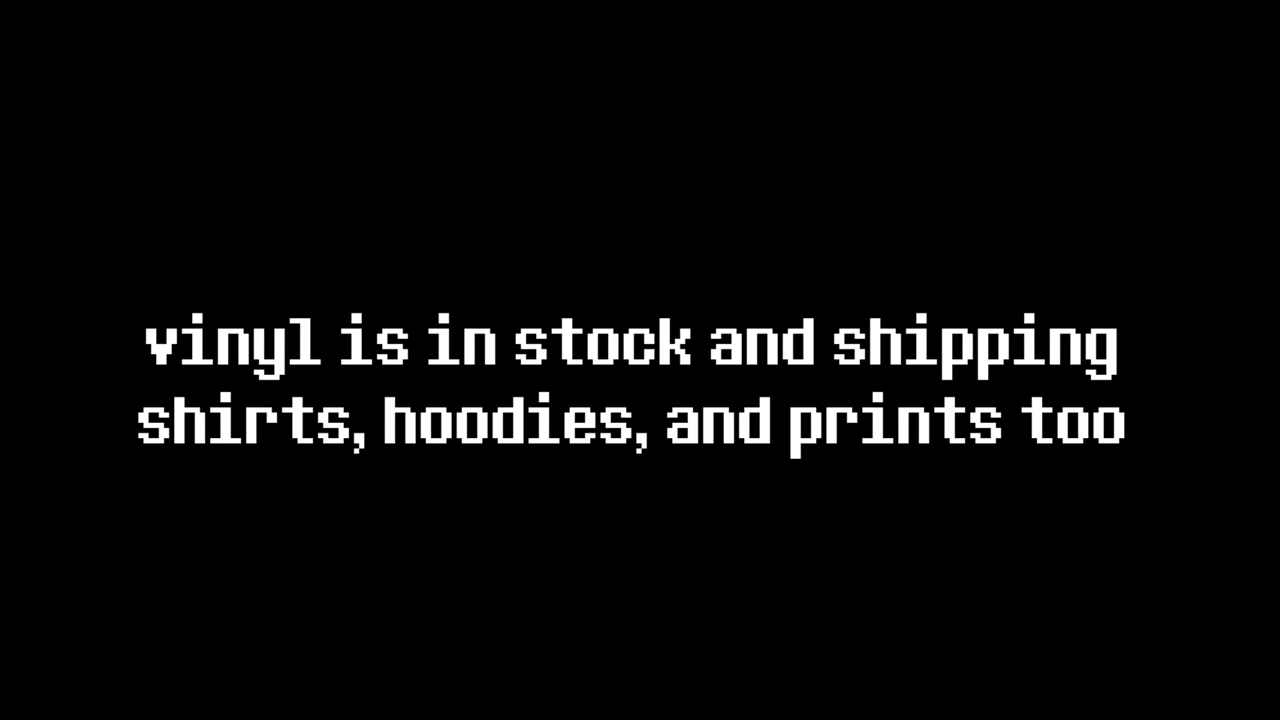 vinyl is in stock and shipping
shirts, hoodies, and prints too